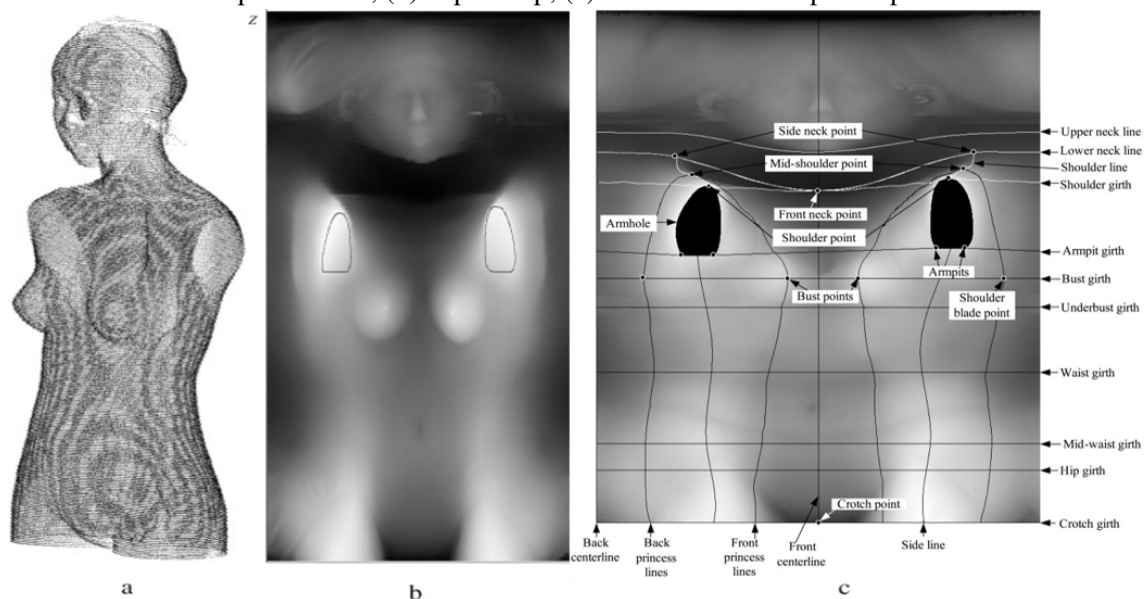 z
Side neck point
Upper neck line
Lower neck line
Mid-shoulder point
Shoulder line
Shoulder girth
Front neck point
Armhole
Shoulder point
Armpit girth
Armpits
Bust girth
Bust points
Shoulder
blade point
Underbust girth
Waist girth
Mid-waist girth
Hip girth
Crotch point
Crotch girth
Back
centerline
Back
princess
lines
Front
princess
lines
Front
centerline
Side line
a
b
c